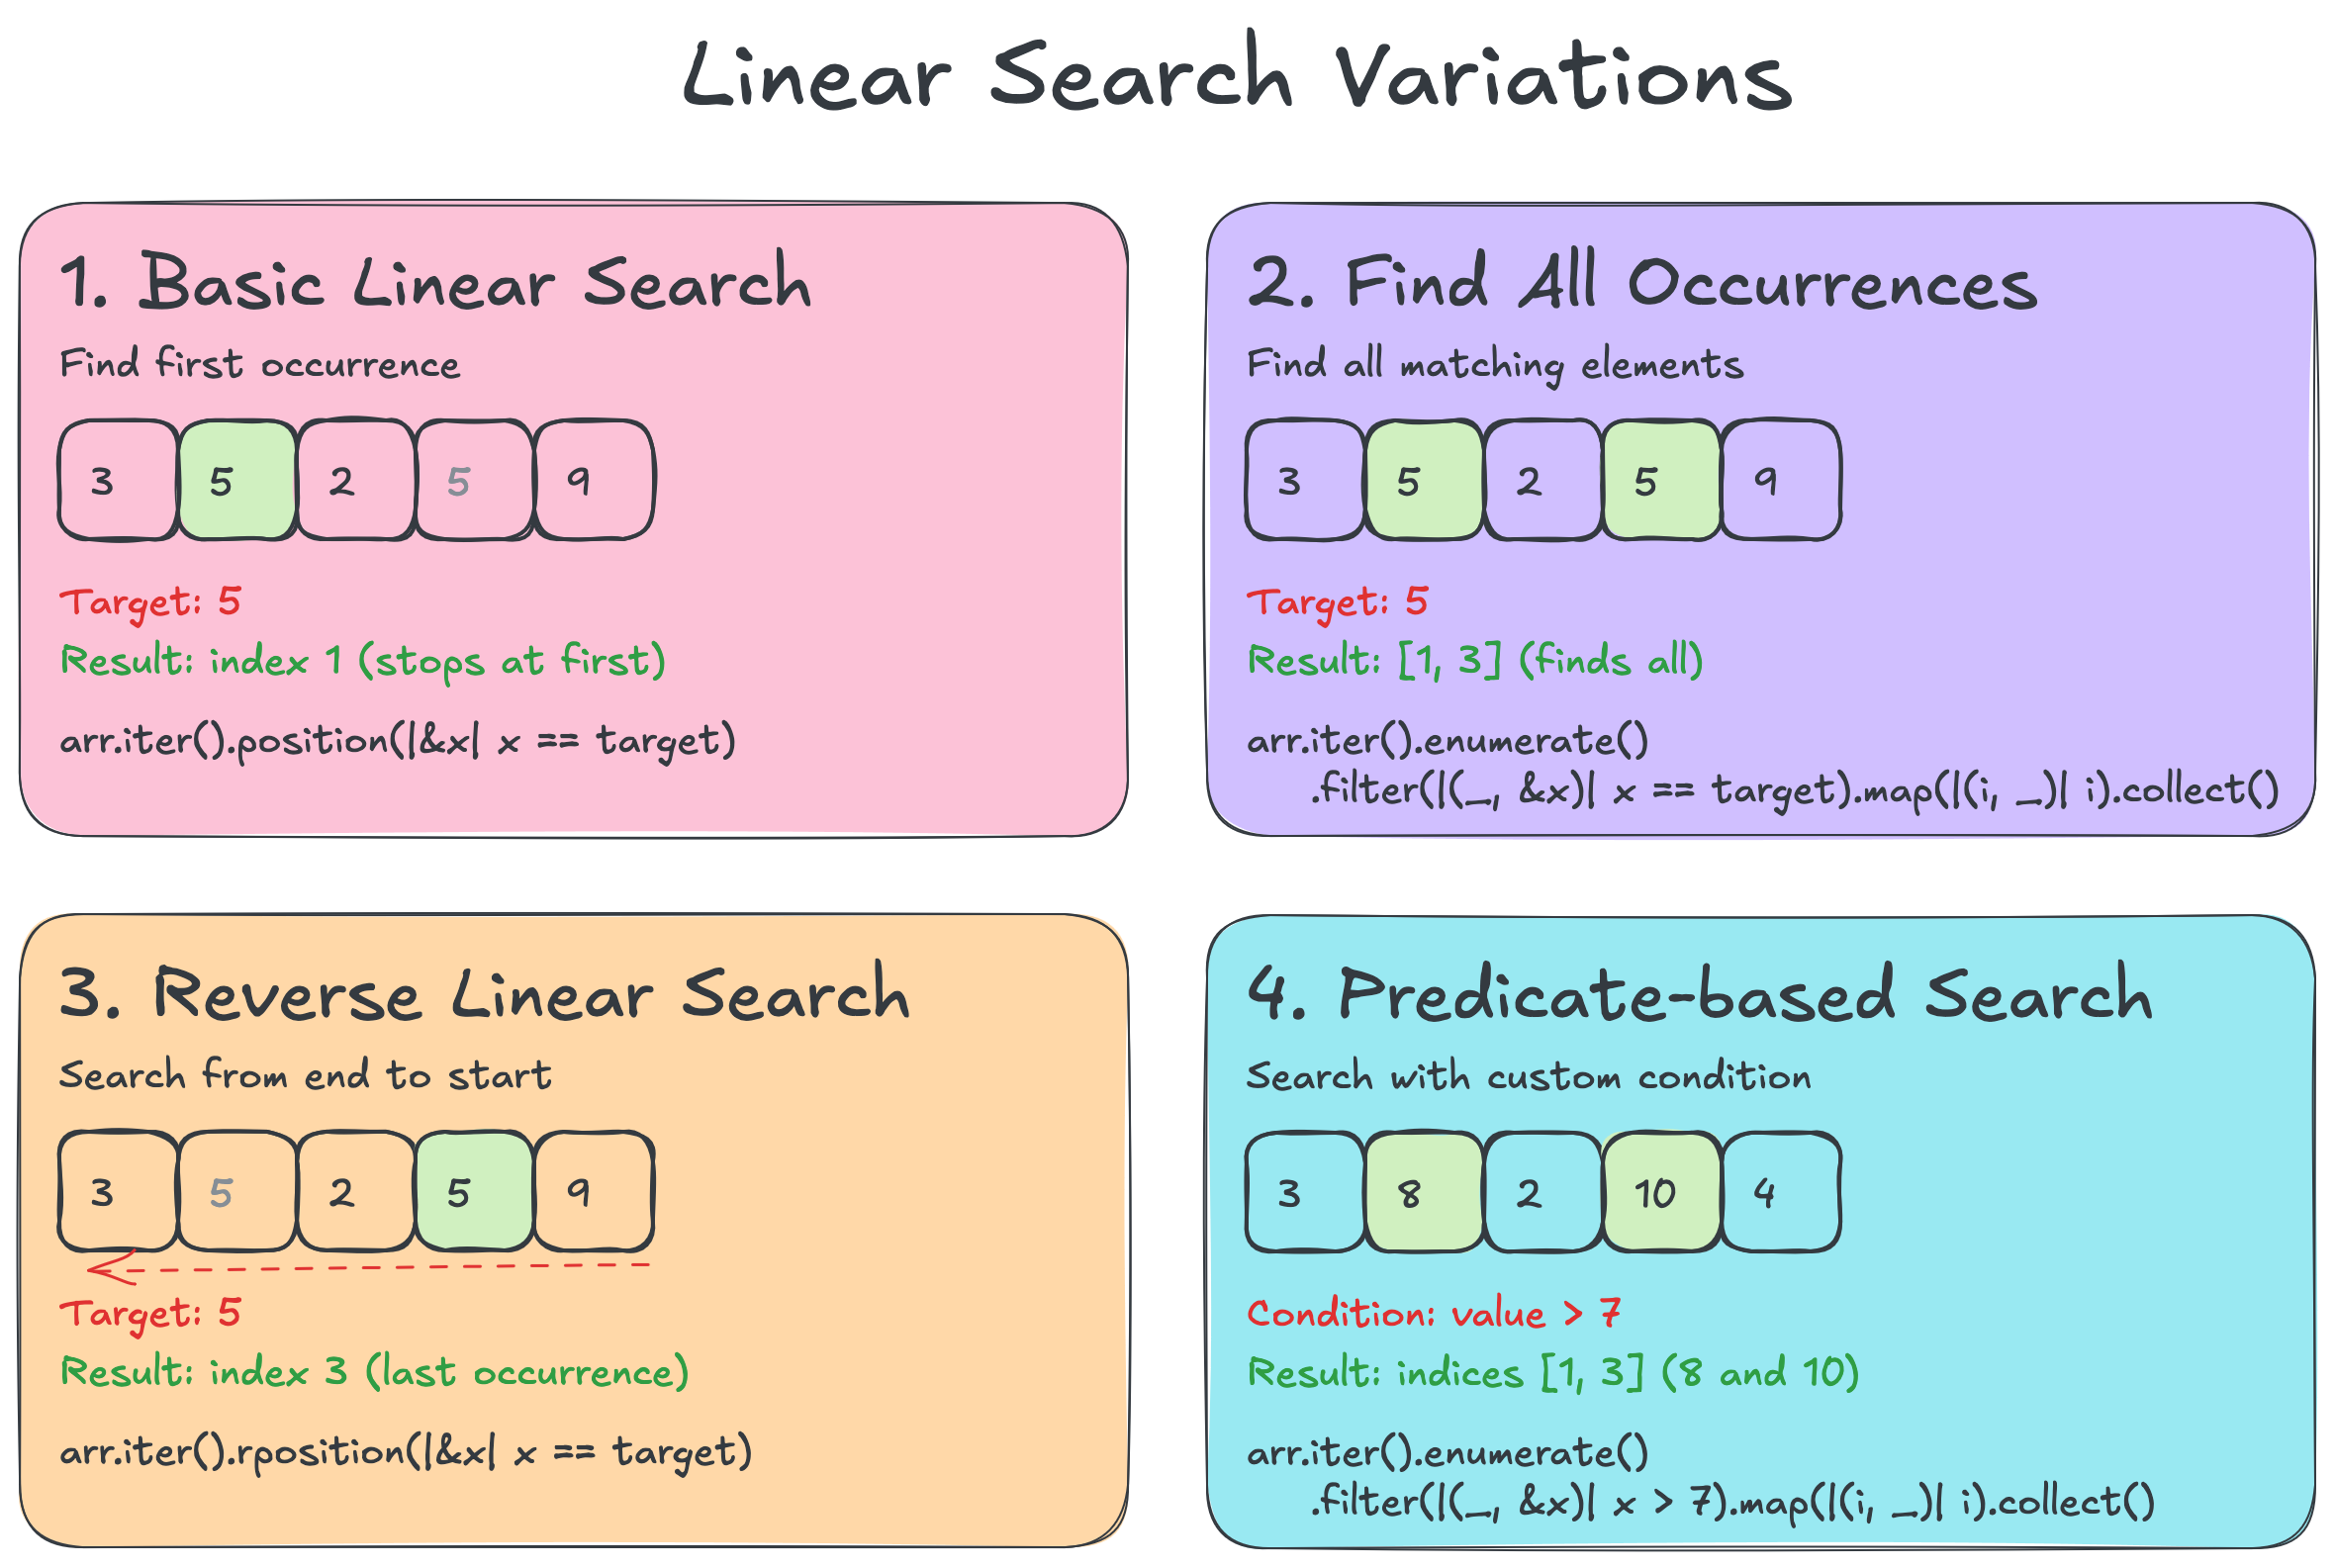 Linear Search Variations
1. Basic Linear Search
Find first occurrence
3 5 2 5 9
Target: 5
Result: index 1 (stops at first)
arr.iter().position(|&x| x == target)
2. Find All Occurrences
Find all matching elements
3 5 2 5 9
Target: 5
Result: [1, 3] (finds all)
arr.iter().enumerate()
.filter(|(_, &x)| x == target).map(|(i, _)| i).collect()
3. Reverse Linear Search
Search from end to start
3 5 2 5 9
Target: 5
Result: index 3 (last occurrence)
arr.iter().rposition(|&x| x == target)
4. Predicate-based Search
Search with custom condition
3 8 2 10 4
Condition: value > 7
Result: indices [1, 3] (8 and 10)
arr.iter().enumerate()
.filter(|(_, &x)| x > 7).map(|(i, _)| i).collect()